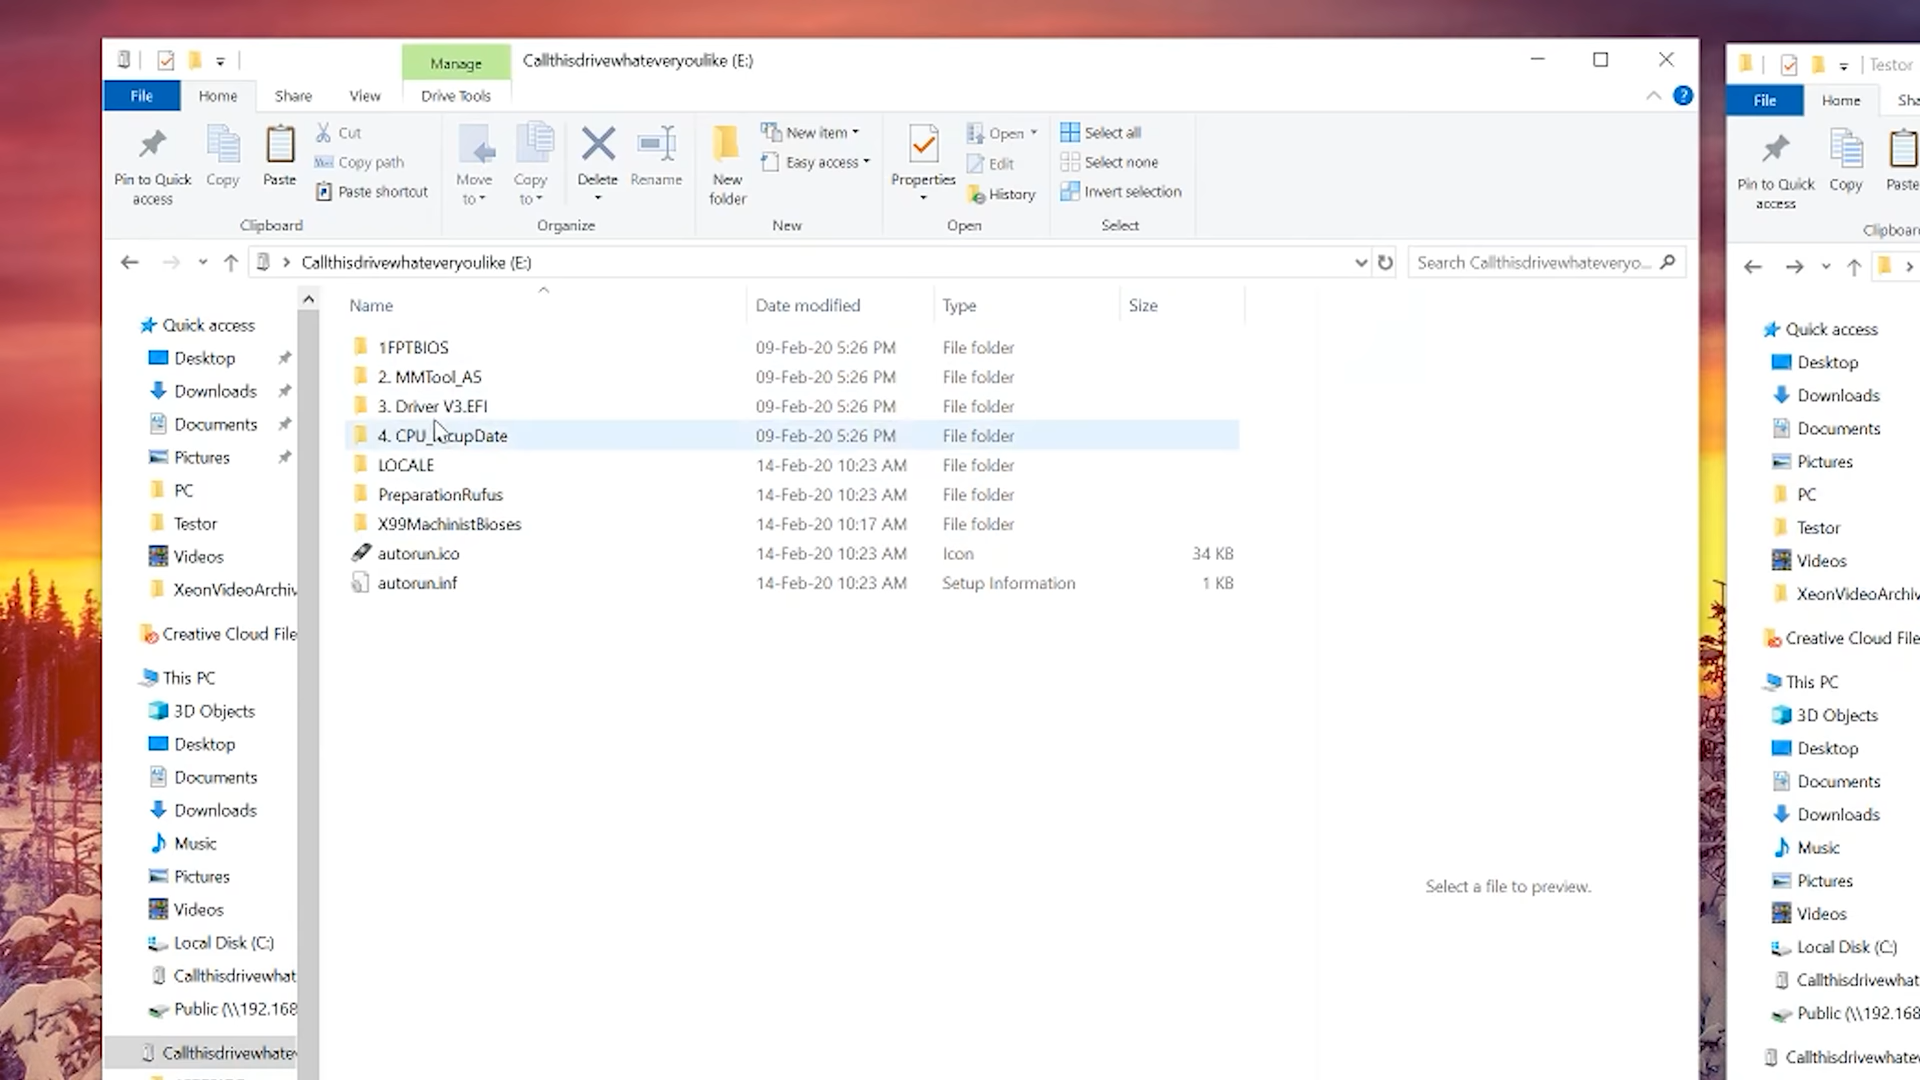 Manage
Callthisdrivewhateveryoulike (E:)
File
Home
Share
View
Drive Tools
Pin to Quick access
Copy
Paste
Cut
Copy path
Paste shortcut
Clipboard
Move to
Copy to
Delete
Rename
Organize
New folder
New item
Easy access
New
Properties
Open
Edit
History
Open
Select all
Select none
Invert selection
Select
Callthisdrivewhateveryoulike (E:)
Search Callthisdrivewhateveryo...
Name
Date modified
Type
Size
1FPTBIOS 09-Feb-20 5:26 PM File folder
2. MMTool_A5 09-Feb-20 5:26 PM File folder
3. Driver V3.EFI 09-Feb-20 5:26 PM File folder
4. 09-Feb-20 5:26 PM File folder
LOCALE 14-Feb-20 10:23 AM File folder
PreparationRufus 14-Feb-20 10:23 AM File folder
X99MachinistBioses 14-Feb-20 10:17 AM File folder
autorun.ico 14-Feb-20 10:23 AM Icon 34 KB
autorun.inf 14-Feb-20 10:23 AM Setup Information 1 KB
Select a file to preview.
Quick access
Desktop
Downloads
Documents
Pictures
PC
Testor
Videos
XeonVideoArchiv
Creative Cloud File
This PC
3D Objects
Desktop
Documents
Downloads
Music
Pictures
Videos
Local Disk (C:)
Callthisdrivewhat
Public (\\192.168
Callthisdrivewhate
Testor
File
Home
Sha
Pin to Quick access
Copy
Paste
Clipboar
Quick access
Desktop
Downloads
Documents
Pictures
PC
Testor
Videos
XeonVideoArchiv
Creative Cloud File
This PC
3D Objects
Desktop
Documents
Downloads
Music
Pictures
Videos
Local Disk (C:)
Callthisdrivewhat
Public (\\192.168
Callthisdrivewhate